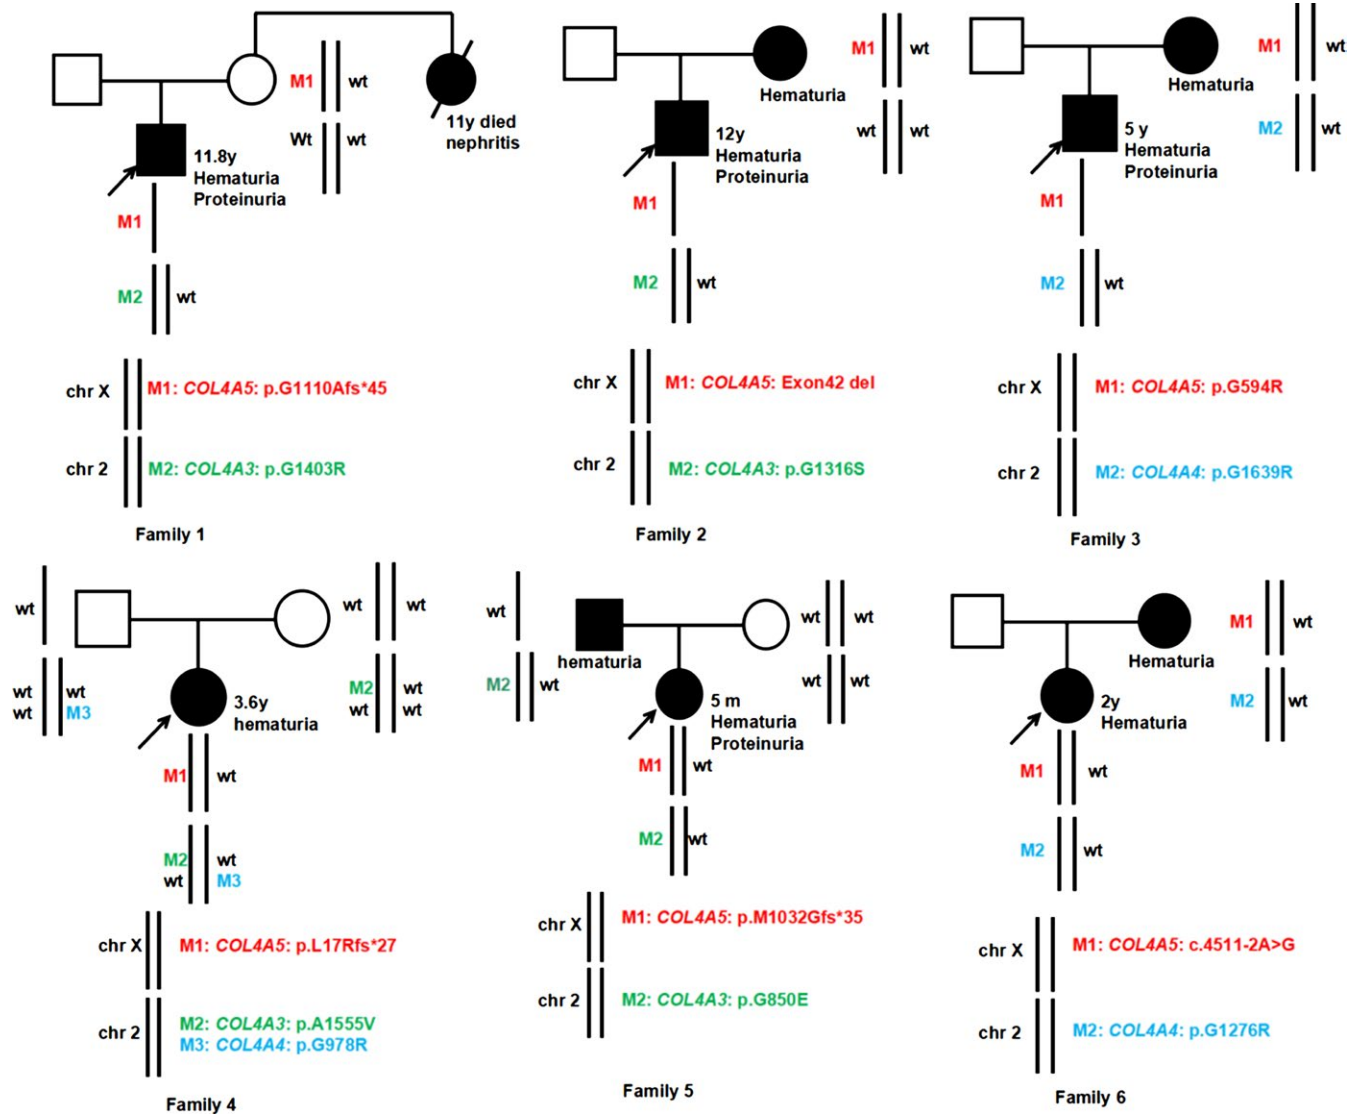 M1 wt
Wt wt
11y died
nephritis
11.8y
Hematuria
Proteinuria
M1
M2 wt
chr X M1: COL4A5: p.G1110Afs*45
chr 2 M2: COL4A3: p.G1403R
Family 1
M1 wt
Hematuria
wt wt
12y
Hematuria
Proteinuria
M1
M2 wt
chr X M1: COL4A5: Exon42 del
chr 2 M2: COL4A3: p.G1316S
Family 2
M1 wt
Hematuria
M2 wt
5 y
Hematuria
Proteinuria
M1
M2 wt
chr X M1: COL4A5: p.G594R
chr 2 M2: COL4A4: p.G1639R
Family 3
wt
wt wt
wt M3
wt wt
M2 wt
wt wt
3.6y
hematuria
M1 wt
M2 wt
wt M3
chr X M1: COL4A5: p.L17Rfs*27
chr 2
M2: COL4A3: p.A1555V
M3: COL4A4: p.G978R
Family 4
wt
hematuria
M2 wt
wt wt
wt wt
5 m
Hematuria
Proteinuria
M1 wt
M2 wt
chr X M1: COL4A5: p.M1032Gfs*35
chr 2 M2: COL4A3: p.G850E
Family 5
M1 wt
Hematuria
M2 wt
2y
Hematuria
M1 wt
M2 wt
chr X M1: COL4A5: c.4511-2A>G
chr 2 M2: COL4A4: p.G1276R
Family 6